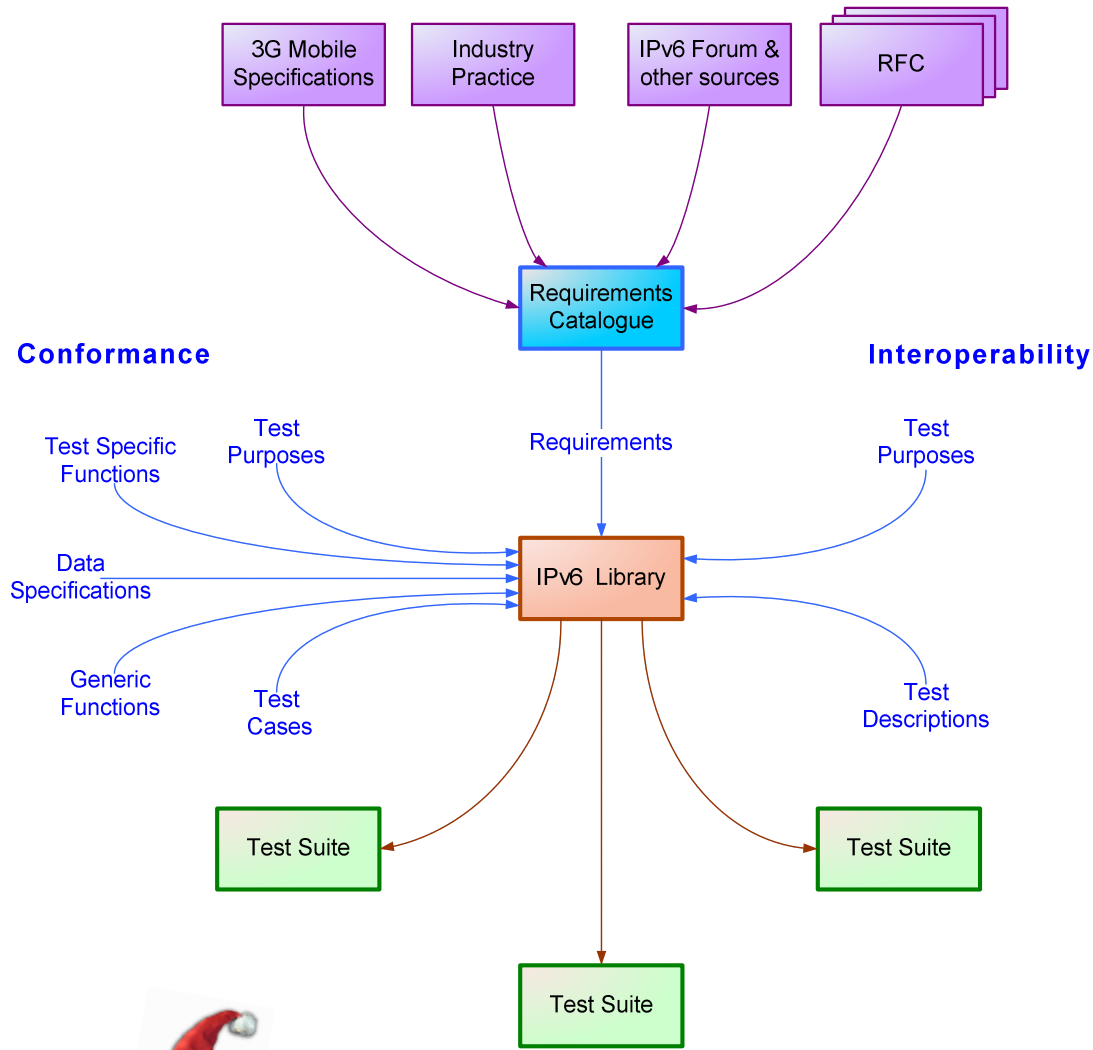 3G Mobile
Specifications
Industry
Practice
IPv6 Forum &
other sources
RFC
Requirements
Catalogue
Conformance
Interoperability
Test Specific
Functions
Test
Purposes
Requirements
Test
Purposes
Data
Specifications
IPv6 Library
Generic
Functions
Test
Cases
Test
Descriptions
Test Suite
Test Suite
Test Suite